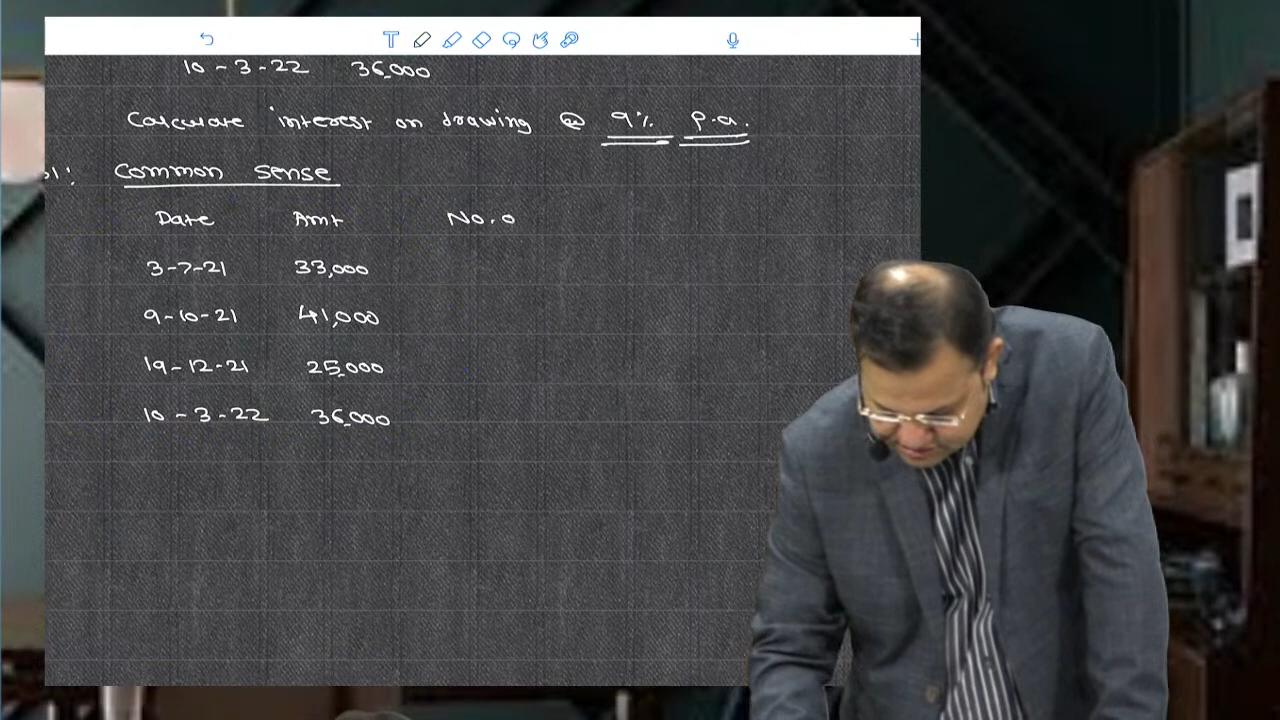 10 - 3 - 22 36,000
Calculate interest on drawing @ 9% p.a.
Common sense
Date Amt No. o
3-7-21 33,000
9-10-21 41,000
19-12-21 25,000
10 - 3 - 22 36,000